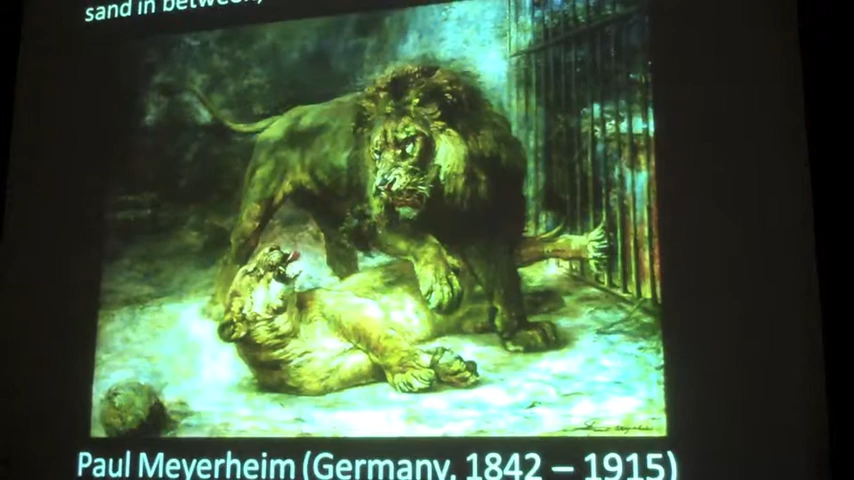 sand in between,
Paul Meyerheim (Germany, 1842 – 1915)